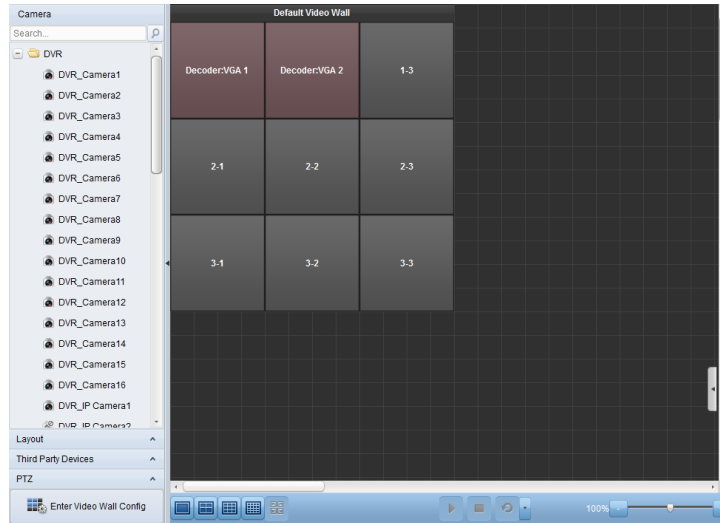 Camera
Default Video Wall
Search...
DVR
DVR_Camera1
DVR_Camera2
DVR_Camera3
DVR_Camera4
DVR_Camera5
DVR_Camera6
DVR_Camera7
DVR_Camera8
DVR_Camera9
DVR_Camera10
DVR_Camera11
DVR_Camera12
DVR_Camera13
DVR_Camera14
DVR_Camera15
DVR_Camera16
DVR_IP Camera1
DVR_IP Camera2
Layout
Third Party Devices
PTZ
Enter Video Wall Config
Decoder:VGA 1
Decoder:VGA 2
1-3
2-1
2-2
2-3
3-1
3-2
3-3
100%